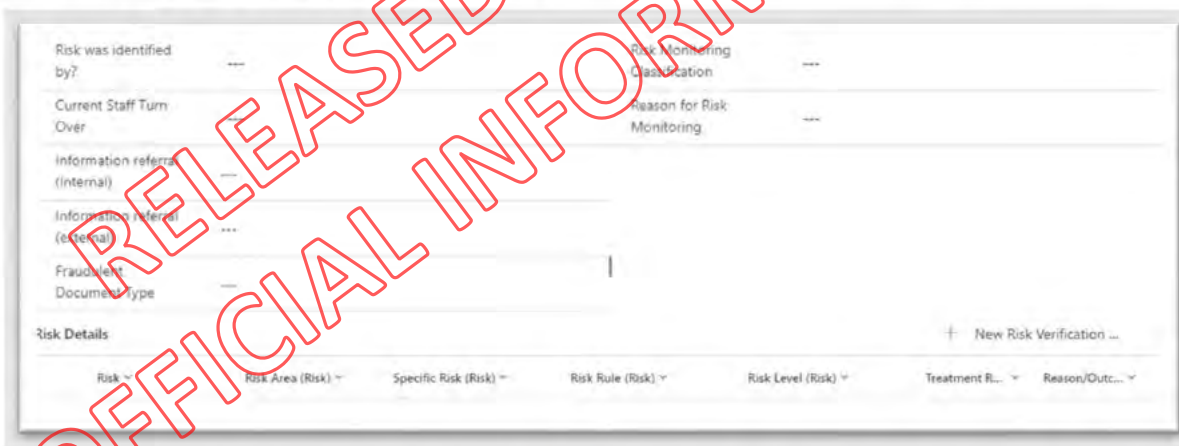 Risk was identified
by?
---
Risk Monitoring
Classification
---
Current Staff Turn
Over
---
Reason for Risk
Monitoring
---
Information referral
(Internal)
---
Information referral
(external)
---
Fraudulent
Document Type
---
Risk Details
+ New Risk Verification ...
Risk
Risk Area (Risk)
Specific Risk (Risk)
Risk Rule (Risk)
Risk Level (Risk)
Treatment R...
Reason/Outc...
RELEASED
OFFICIAL INFOR